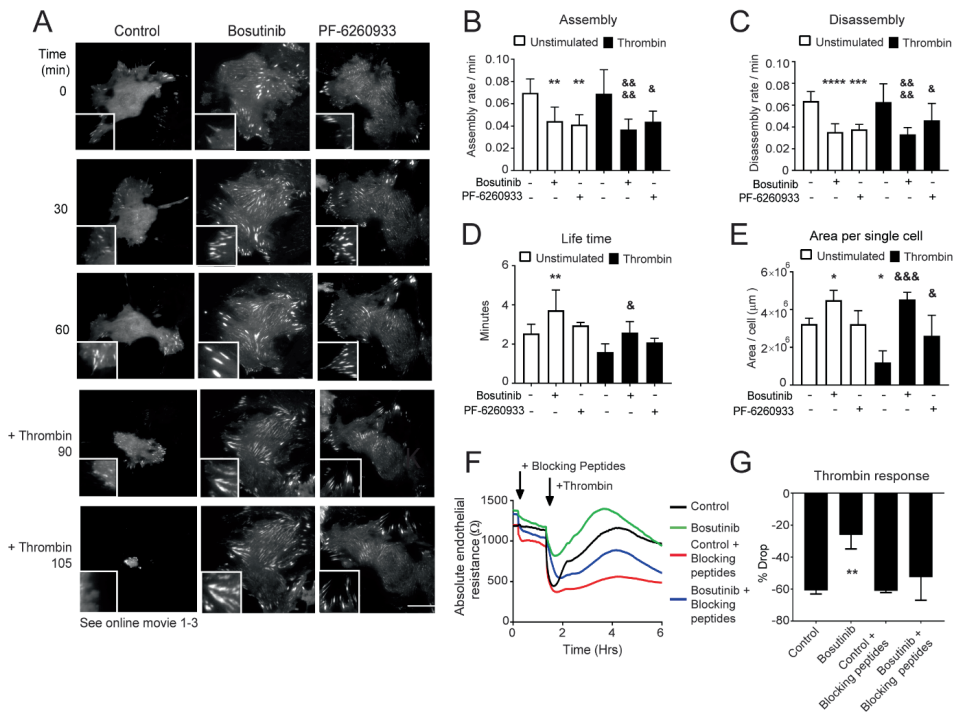 A
Control
Bosutinib
PF-6260933
Time
(min)
0
30
60
+ Thrombin
90
+ Thrombin
105
See online movie 1-3
B
Assembly
Unstimulated
Thrombin
Assembly rate / min
0.10
0.08
0.06
0.04
0.02
0
**
**
&&
&&
&
Bosutinib
- + - - + -
PF-6260933
- - + - - +
C
Disassembly
Unstimulated
Thrombin
Disassembly rate / min
0.10
0.08
0.06
0.04
0.02
0
****
***
&&
&&
&
Bosutinib
- + - - + -
PF-6260933
- - + - - +
D
Life time
Unstimulated
Thrombin
Minutes
6
4
2
0
**
&
Bosutinib
- + - - + -
PF-6260933
- - + - - +
E
Area per single cell
Unstimulated
Thrombin
Area / cell (µm )
6×10⁶
4×10⁶
2×10⁶
0
*
*
&&&
&
Bosutinib
- + - - + -
PF-6260933
- - + - - +
F
+ Blocking Peptides
+Thrombin
Absolute endothelial
resistance (Ω)
1500
1000
500
0
0 2 4 6
Time (Hrs)
Control
Bosutinib
Control +
Blocking
peptides
Bosutinib +
Blocking
peptides
G
Thrombin response
% Drop
0
-20
-40
-60
-80
**
Control
Bosutinib
Control +
Blocking peptides
Bosutinib +
Blocking peptides